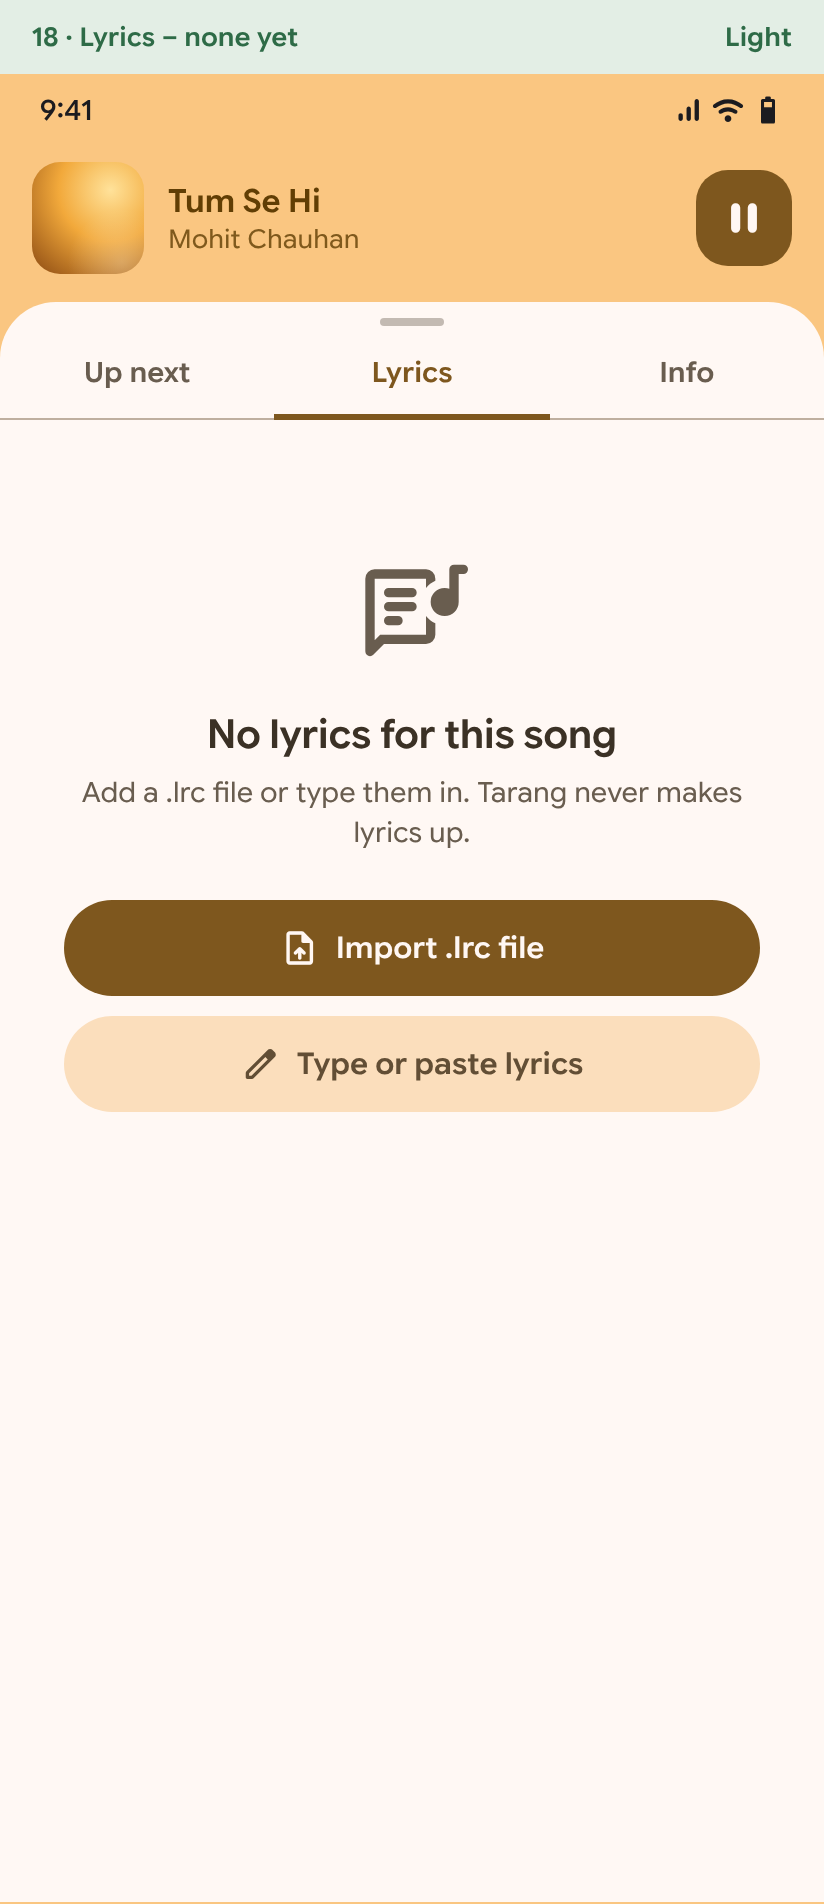 18 · Lyrics – none yet
Light
9:41
Tum Se Hi
Mohit Chauhan
Up next
Lyrics
Info
No lyrics for this song
Add a .lrc file or type them in. Tarang never makes
lyrics up.
Import .lrc file
Type or paste lyrics